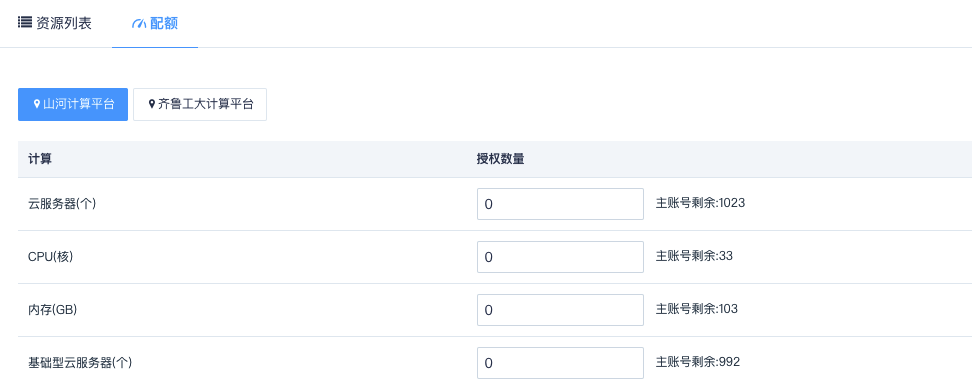 资源列表 配额
山河计算平台 齐鲁工大计算平台
计算 授权数量
云服务器(个) 0 主账号剩余:1023
CPU(核) 0 主账号剩余:33
内存(GB) 0 主账号剩余:103
基础型云服务器(个) 0 主账号剩余:992